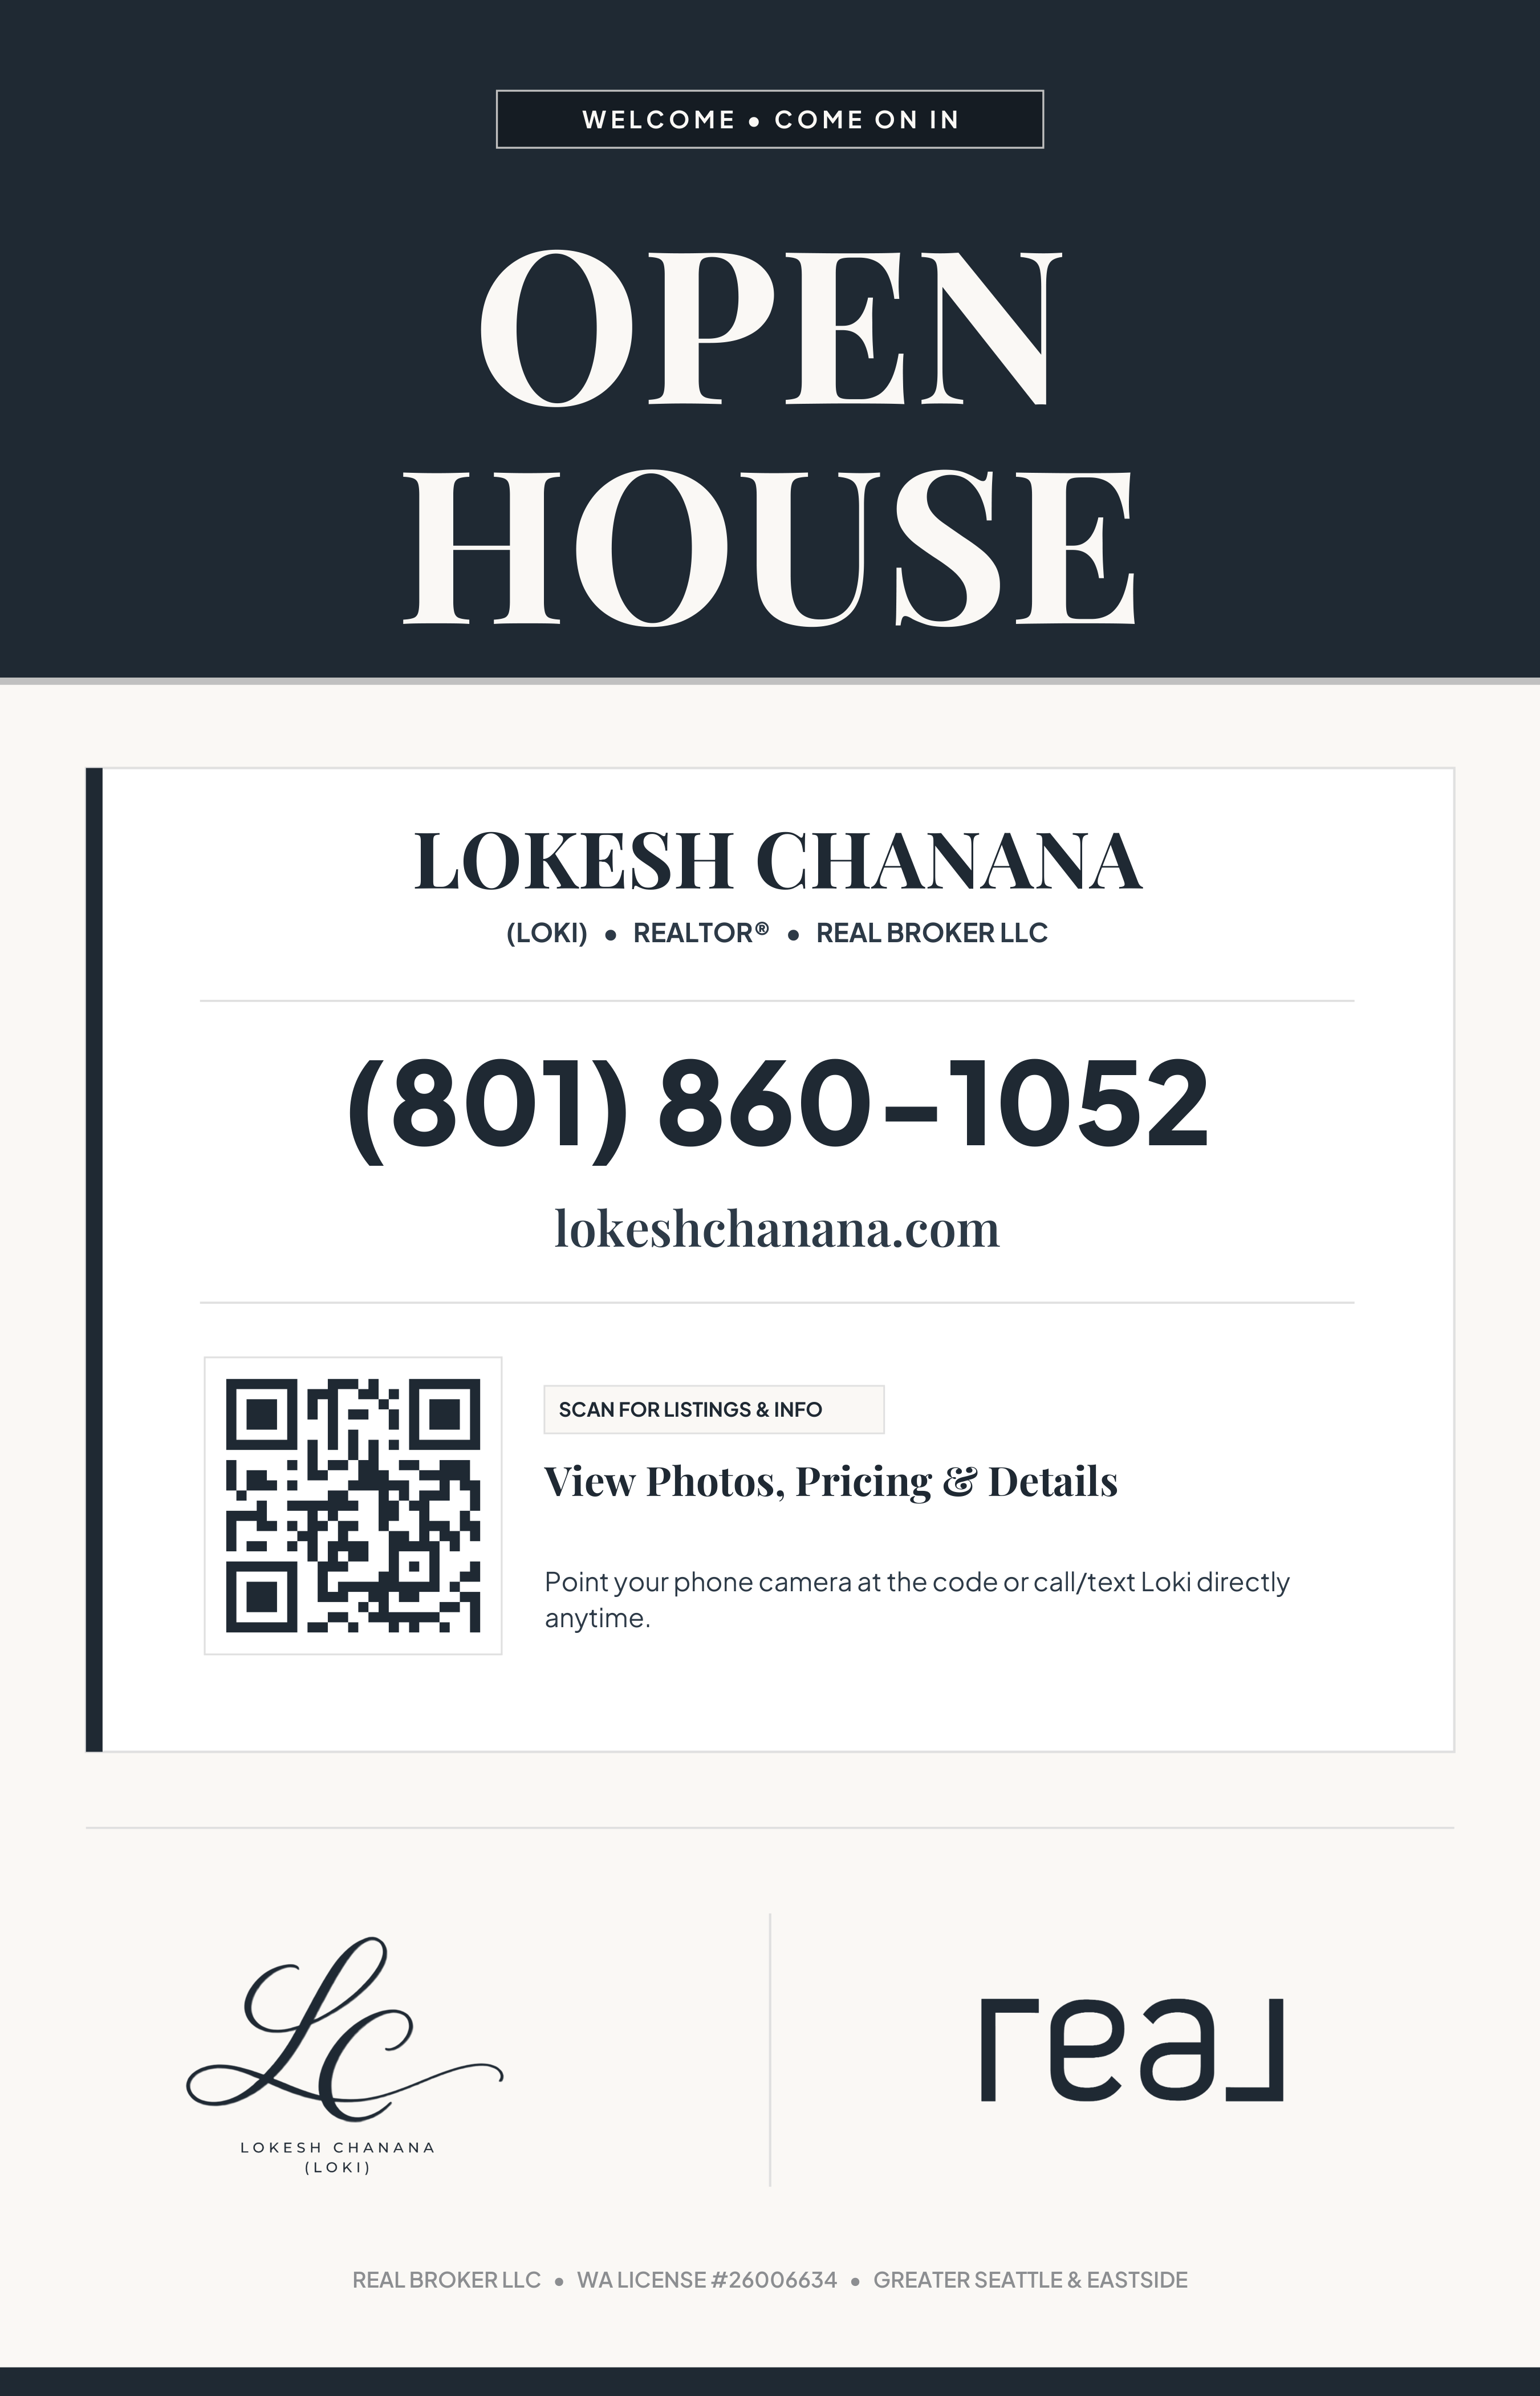 WELCOME • COME ON IN
OPEN
HOUSE
LOKESH CHANANA
(LOKI) • REALTOR® • REAL BROKER LLC
(801) 860–1052
lokeshchanana.com
SCAN FOR LISTINGS & INFO
View Photos, Pricing & Details
Point your phone camera at the code or call/text Loki directly
anytime.
LC
LOKESH CHANANA
(LOKI)
real
REAL BROKER LLC • WA LICENSE #26006634 • GREATER SEATTLE & EASTSIDE